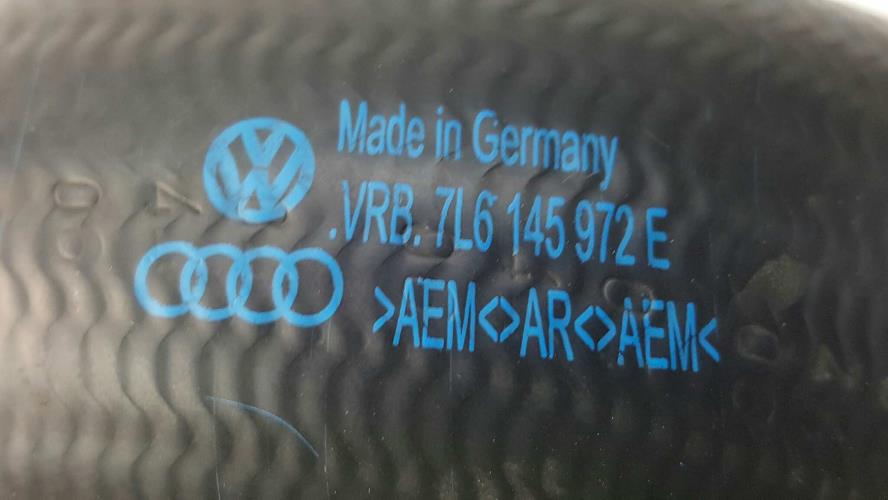 Made in Germany
.VRB. 7L6 145 972 E
>AEM<>AR<>AEM<